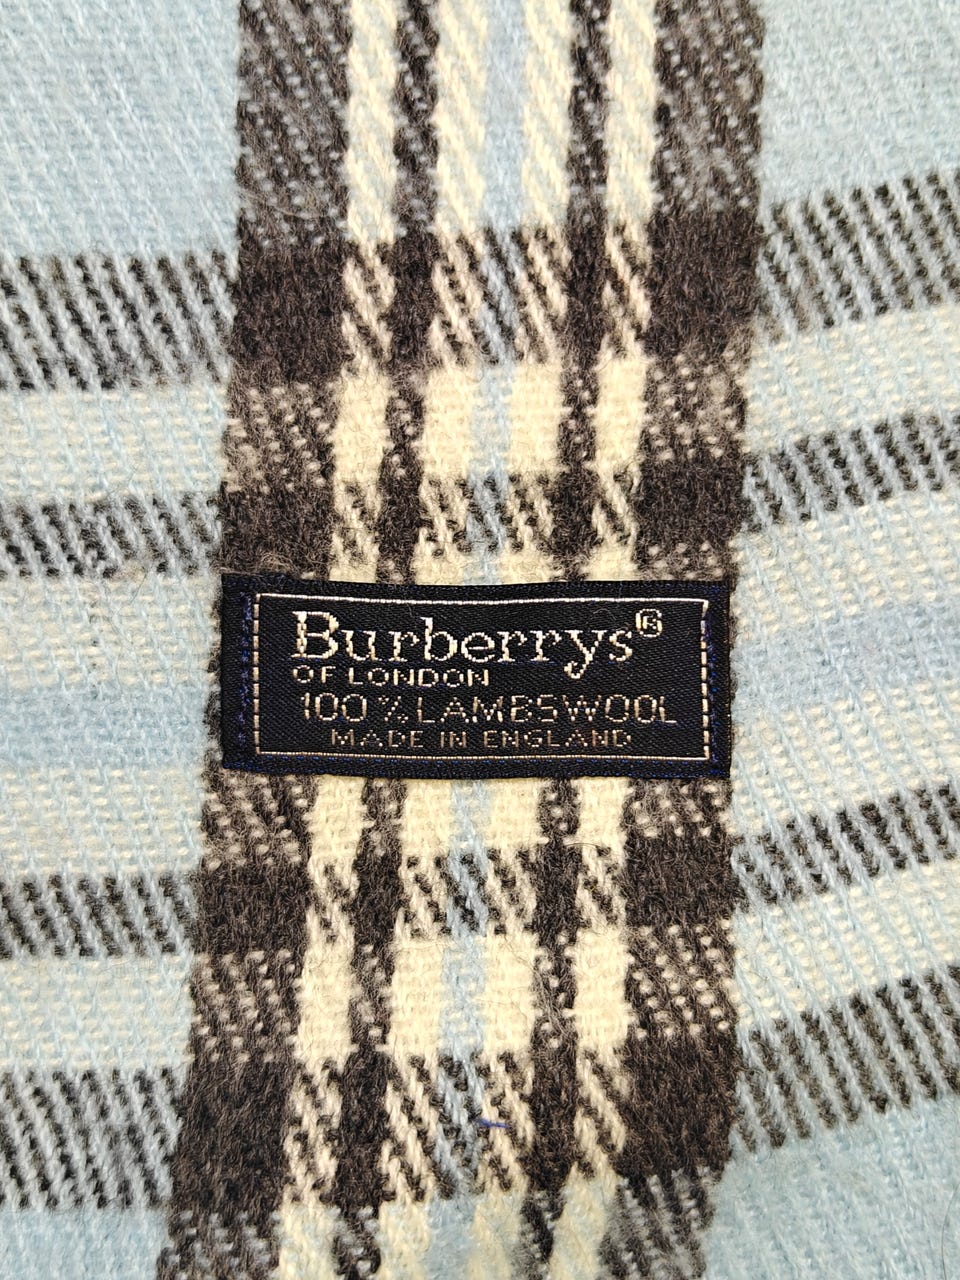 Burberrys®
OF LONDON
100% LAMBSWOOL
MADE IN ENGLAND